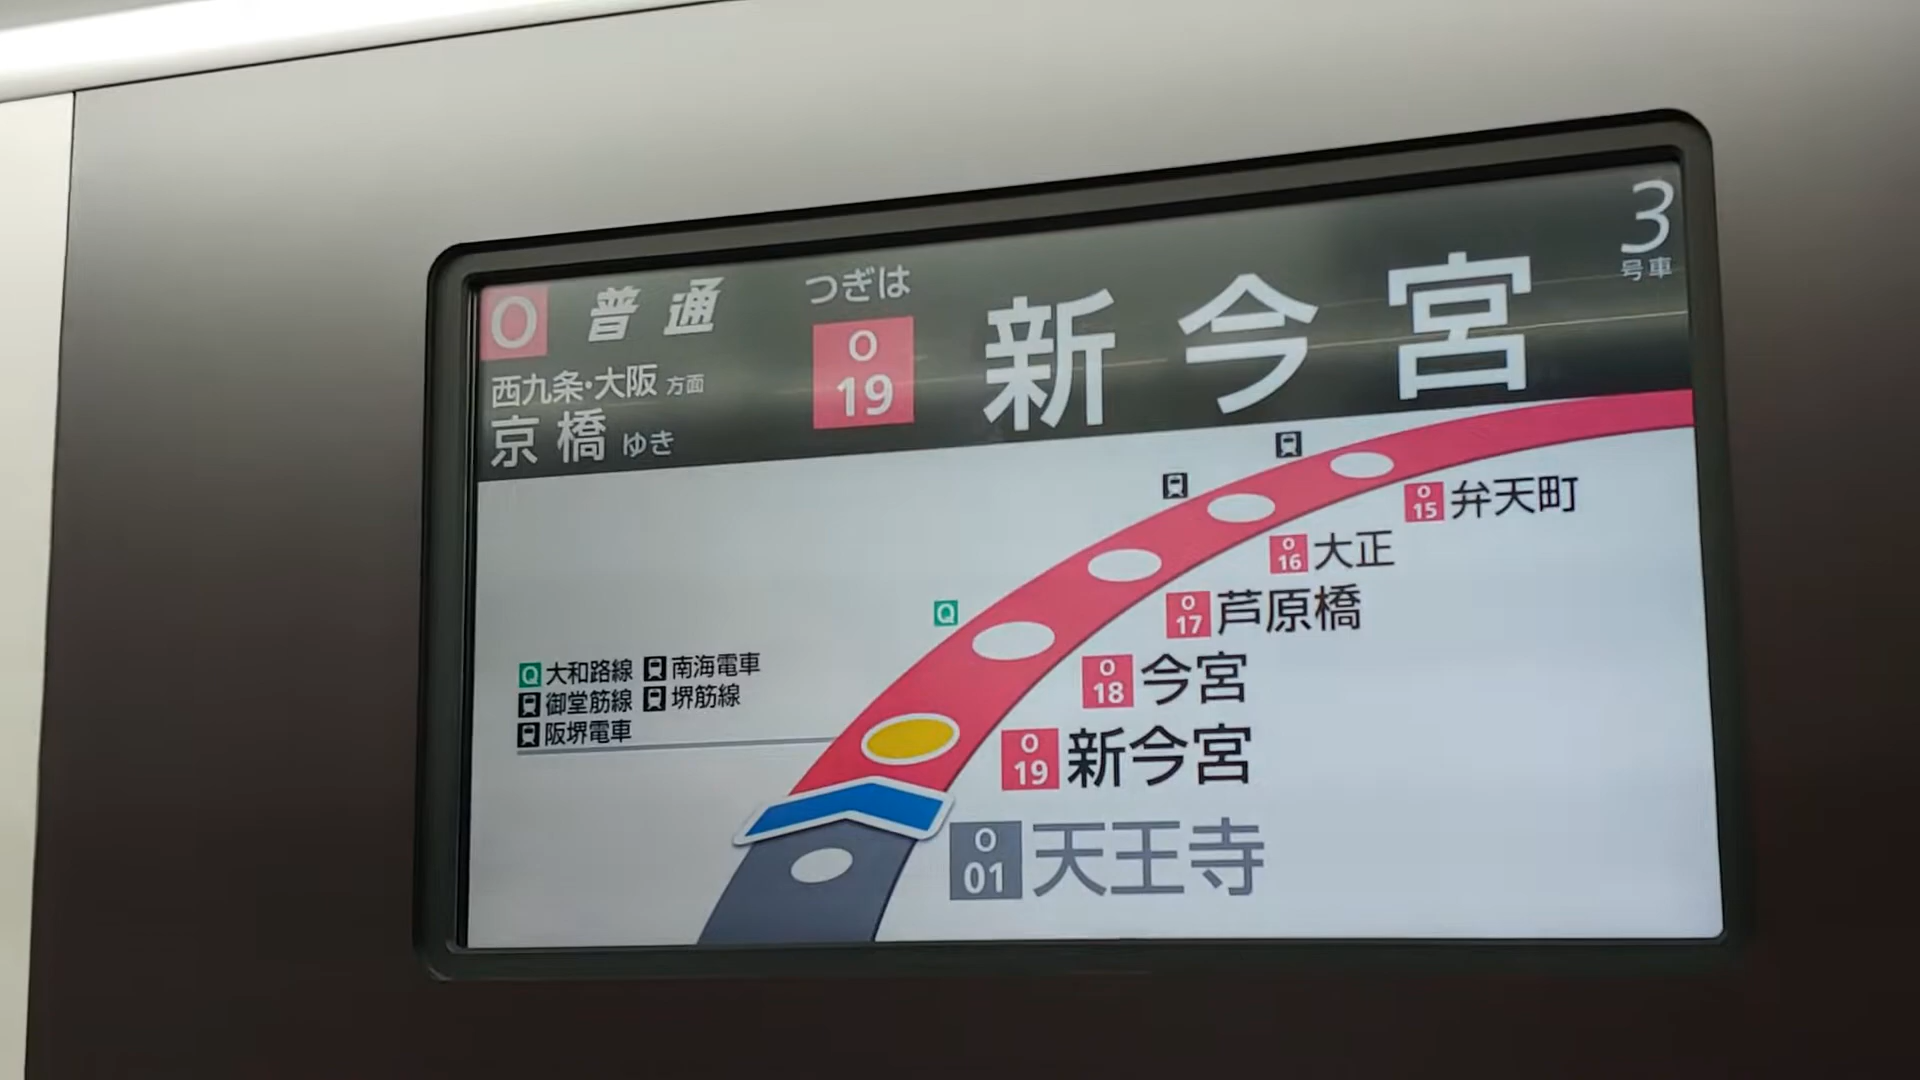 O 普通
西九条・大阪 方面
京橋 ゆき
つぎは
O 19 新今宮
3号車
O 15 弁天町
O 16 大正
O 17 芦原橋
Q
O 18 今宮
Q 大和路線 南海電車
御堂筋線 堺筋線
阪堺電車
O 19 新今宮
O 01 天王寺